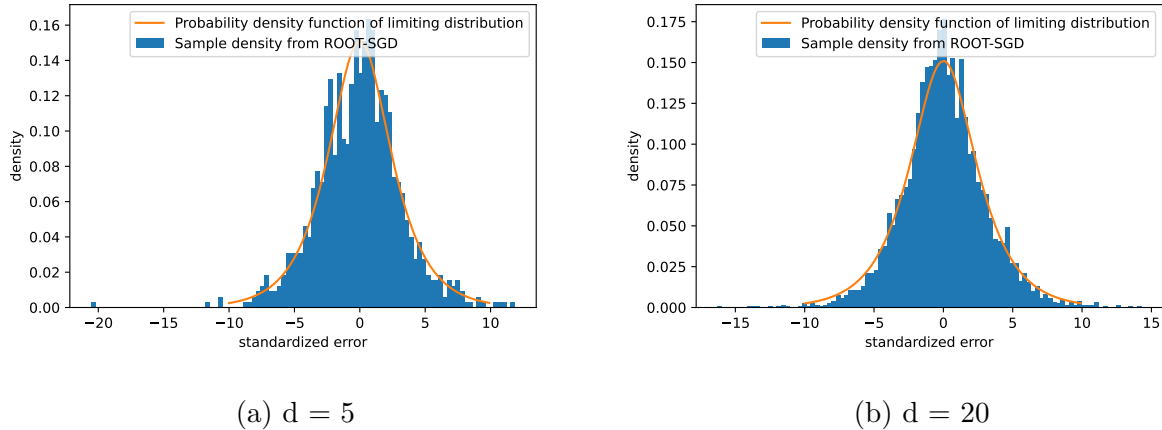 Probability density function of limiting distribution
Sample density from ROOT-SGD
0.16
0.14
0.12
0.10
0.08
0.06
0.04
0.02
0.00
density
−20 −15 −10 −5 0 5 10
standardized error
(a) d = 5
Probability density function of limiting distribution
Sample density from ROOT-SGD
0.175
0.150
0.125
0.100
0.075
0.050
0.025
0.000
density
−15 −10 −5 0 5 10 15
standardized error
(b) d = 20